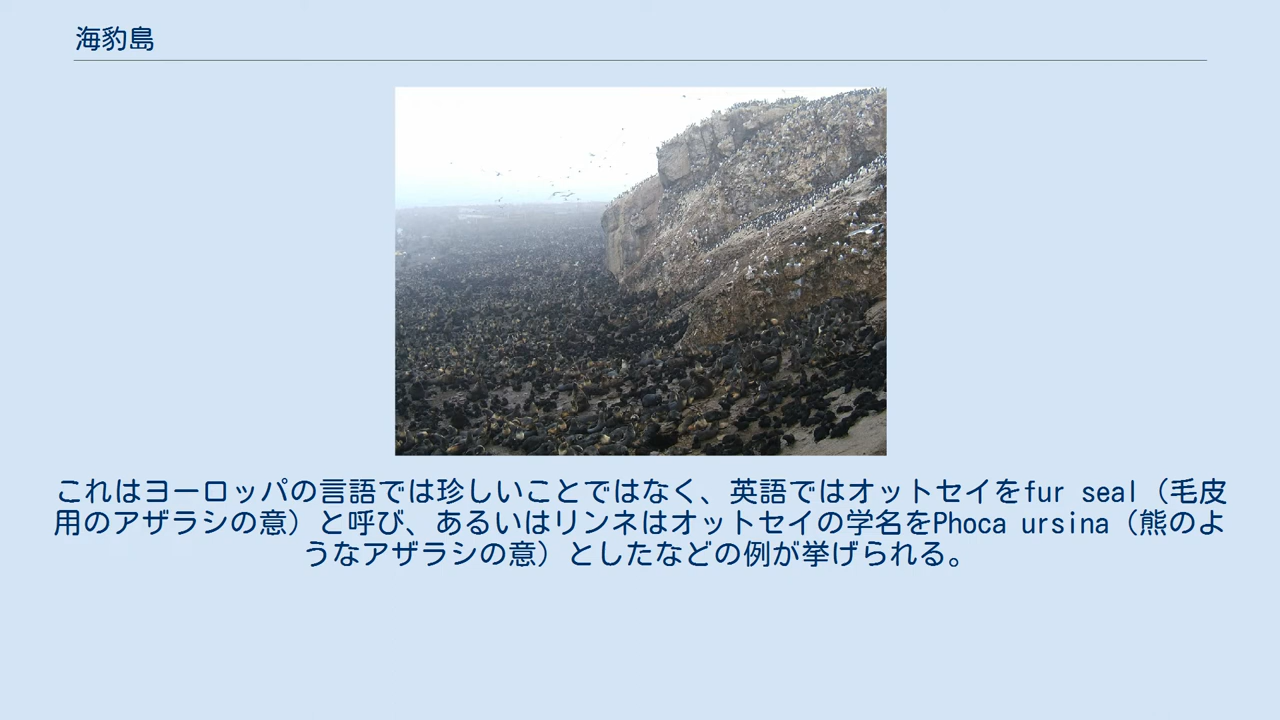 海豹島
これはヨーロッパの言語では珍しいことではなく、英語ではオットセイをfur seal（毛皮
用のアザラシの意）と呼び、あるいはリンネはオットセイの学名をPhoca ursina（熊のよ
うなアザラシの意）としたなどの例が挙げられる。